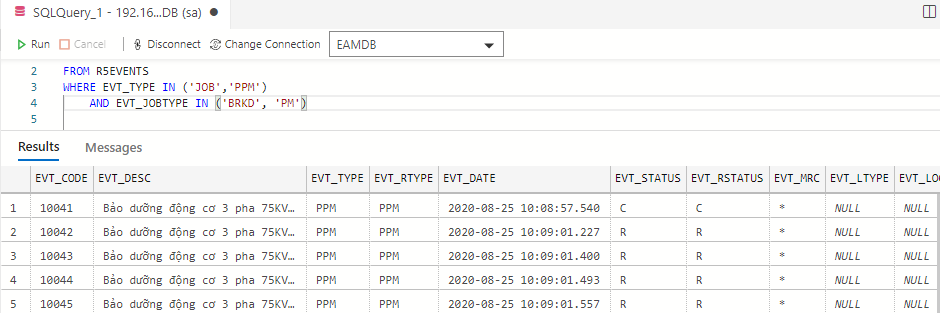 SQLQuery_1 - 192.16...DB (sa)
Run Cancel Disconnect Change Connection EAMDB
2 FROM R5EVENTS
3 WHERE EVT_TYPE IN ('JOB','PPM')
4 AND EVT_JOBTYPE IN ('BRKD', 'PM')
5
Results Messages
EVT_CODE EVT_DESC EVT_TYPE EVT_RTYPE EVT_DATE EVT_STATUS EVT_RSTATUS EVT_MRC EVT_LTYPE EVT_LO
1 10041 Bảo dưỡng động cơ 3 pha 75KV… PPM PPM 2020-08-25 10:08:57.540 C C * NULL NULL
2 10042 Bảo dưỡng động cơ 3 pha 75KV… PPM PPM 2020-08-25 10:09:01.227 R R * NULL NULL
3 10043 Bảo dưỡng động cơ 3 pha 75KV… PPM PPM 2020-08-25 10:09:01.400 R R * NULL NULL
4 10044 Bảo dưỡng động cơ 3 pha 75KV… PPM PPM 2020-08-25 10:09:01.493 R R * NULL NULL
5 10045 Bảo dưỡng động cơ 3 pha 75KV… PPM PPM 2020-08-25 10:09:01.557 R R * NULL NULL